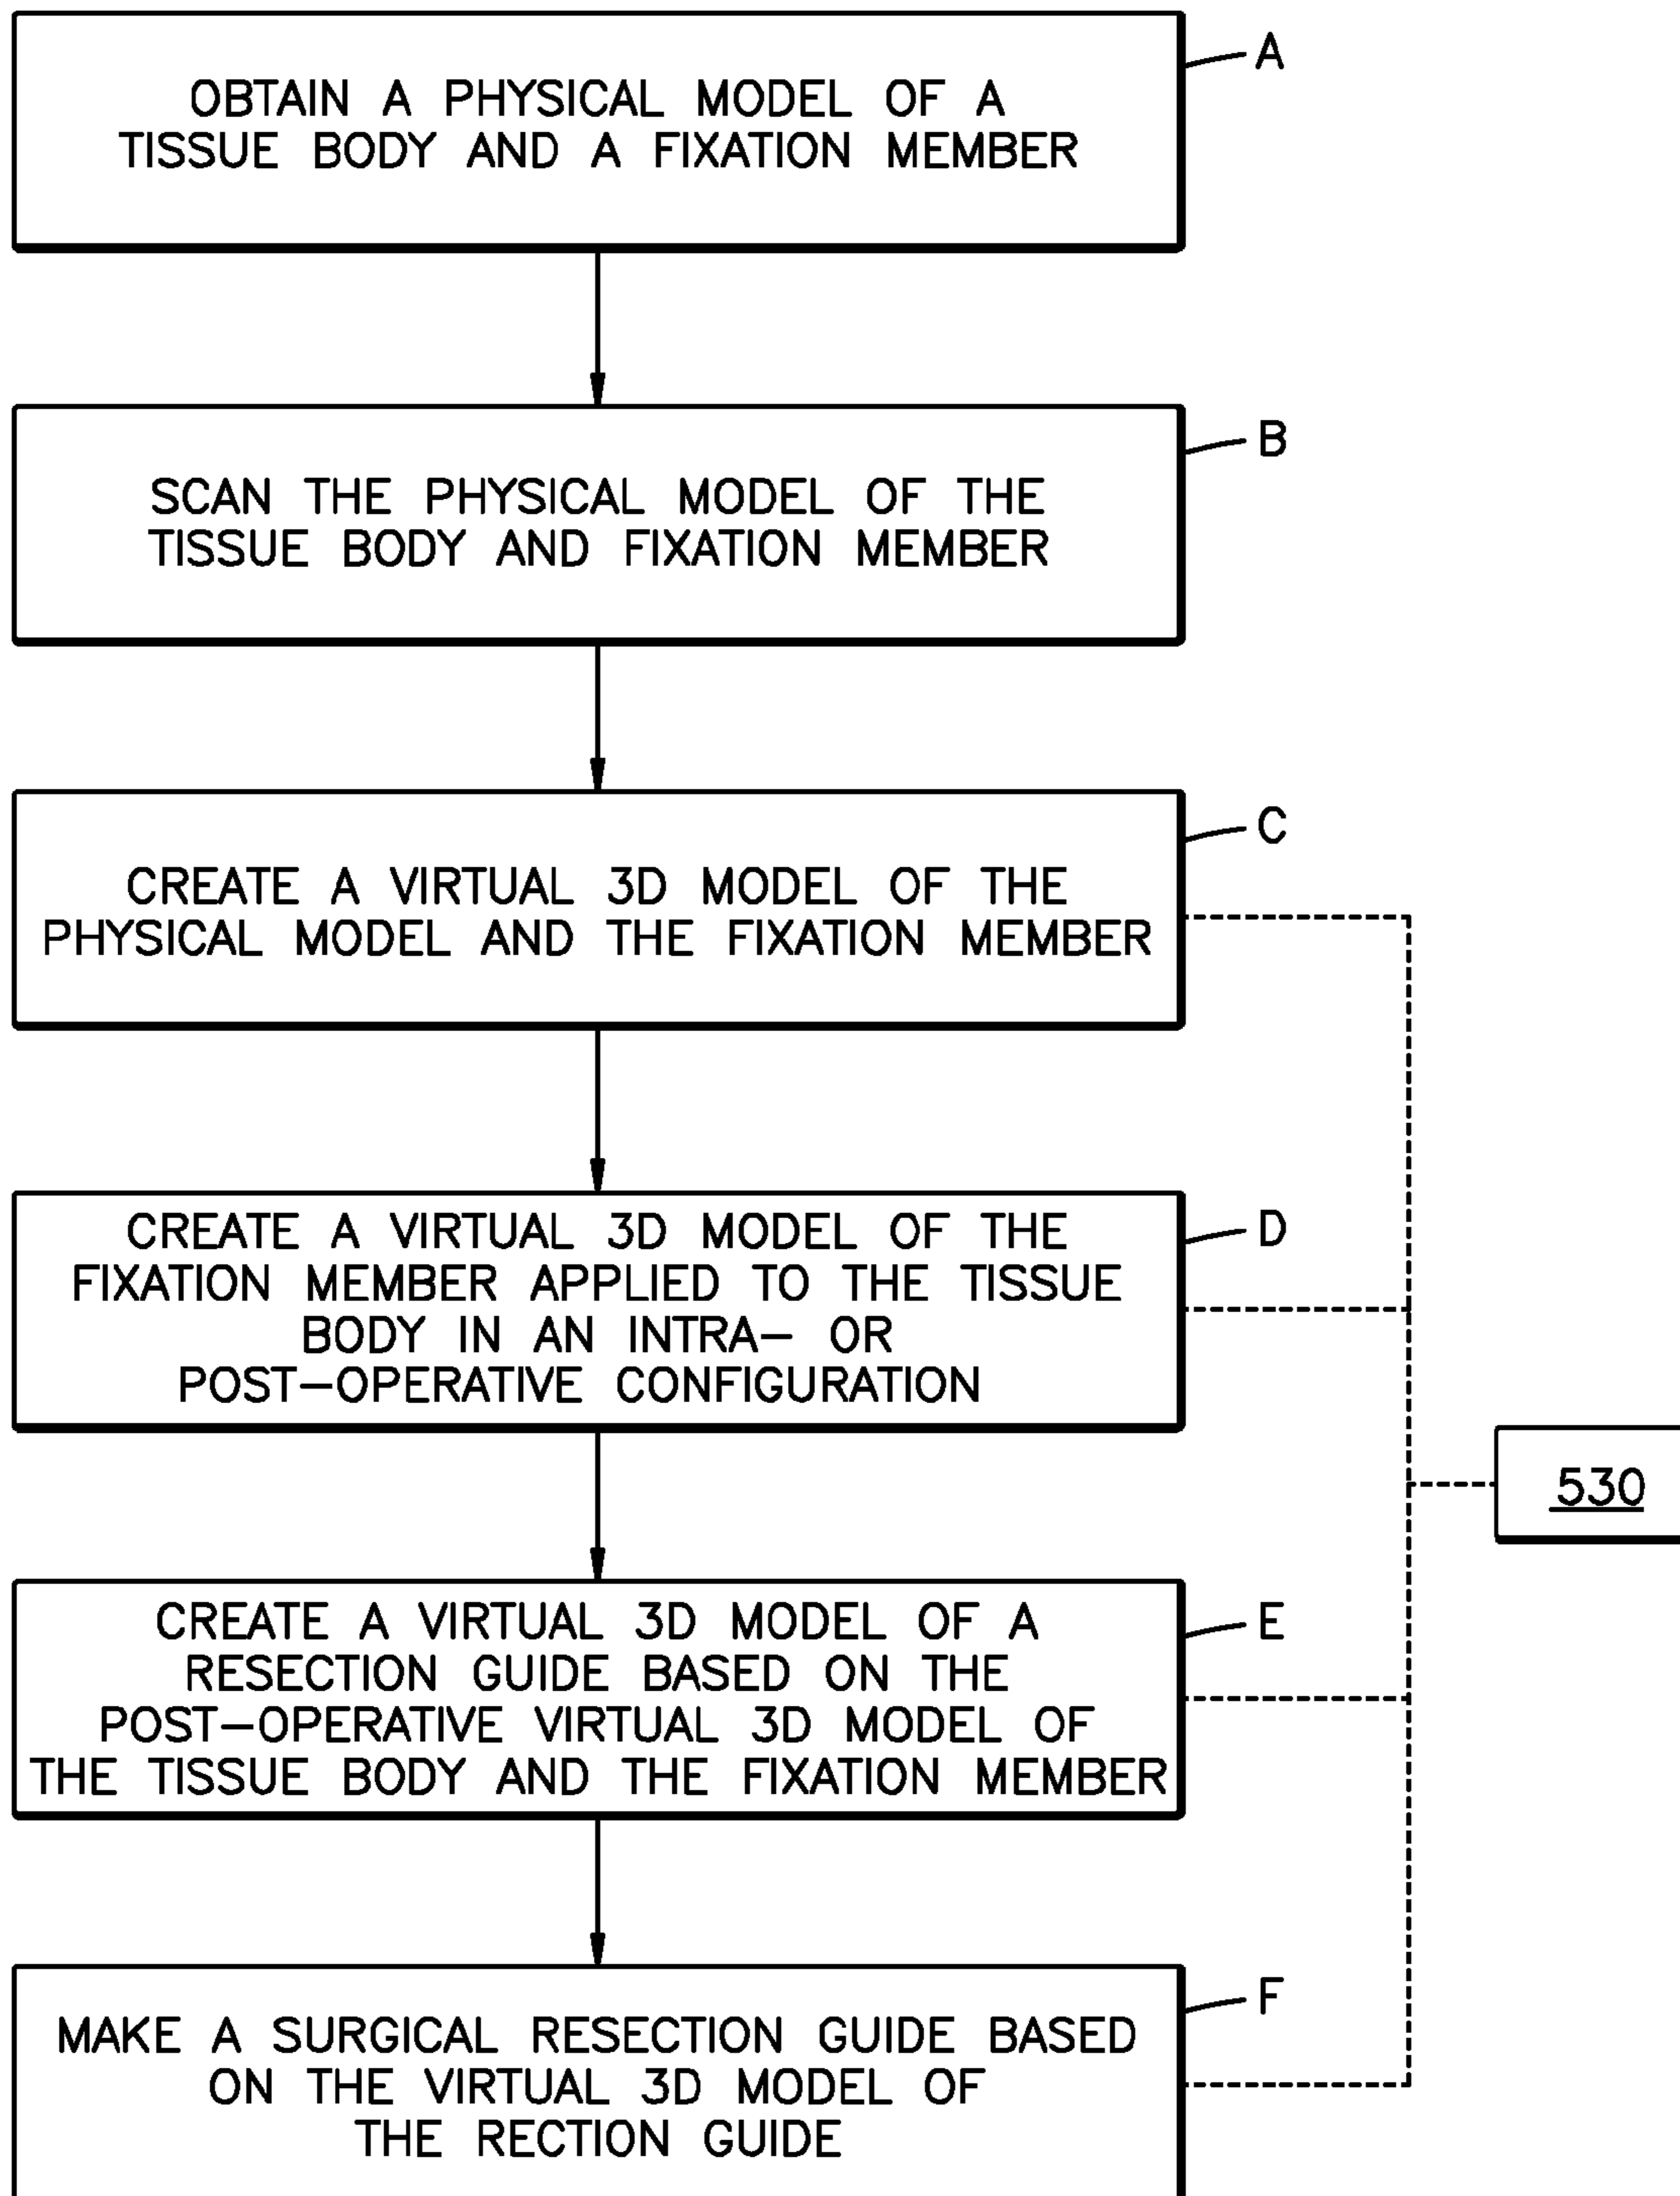 OBTAIN A PHYSICAL MODEL OF A
TISSUE BODY AND A FIXATION MEMBER
A
SCAN THE PHYSICAL MODEL OF THE
TISSUE BODY AND FIXATION MEMBER
B
CREATE A VIRTUAL 3D MODEL OF THE
PHYSICAL MODEL AND THE FIXATION MEMBER
C
CREATE A VIRTUAL 3D MODEL OF THE
FIXATION MEMBER APPLIED TO THE TISSUE
BODY IN AN INTRA- OR
POST-OPERATIVE CONFIGURATION
D
530
CREATE A VIRTUAL 3D MODEL OF A
RESECTION GUIDE BASED ON THE
POST-OPERATIVE VIRTUAL 3D MODEL OF
THE TISSUE BODY AND THE FIXATION MEMBER
E
MAKE A SURGICAL RESECTION GUIDE BASED
ON THE VIRTUAL 3D MODEL OF
THE RECTION GUIDE
F